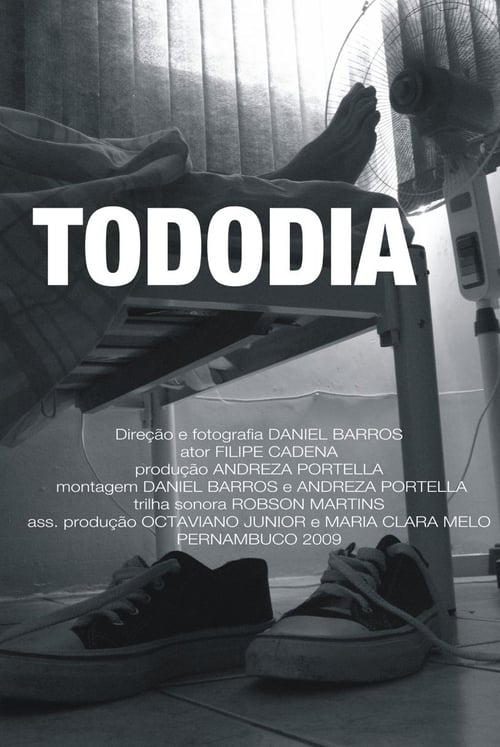 TODODIA
Direção e fotografia DANIEL BARROS
ator FILIPE CADENA
produção ANDREZA PORTELLA
montagem DANIEL BARROS e ANDREZA PORTELLA
trilha sonora ROBSON MARTINS
ass. produção OCTAVIANO JUNIOR e MARIA CLARA MELO
PERNAMBUCO 2009